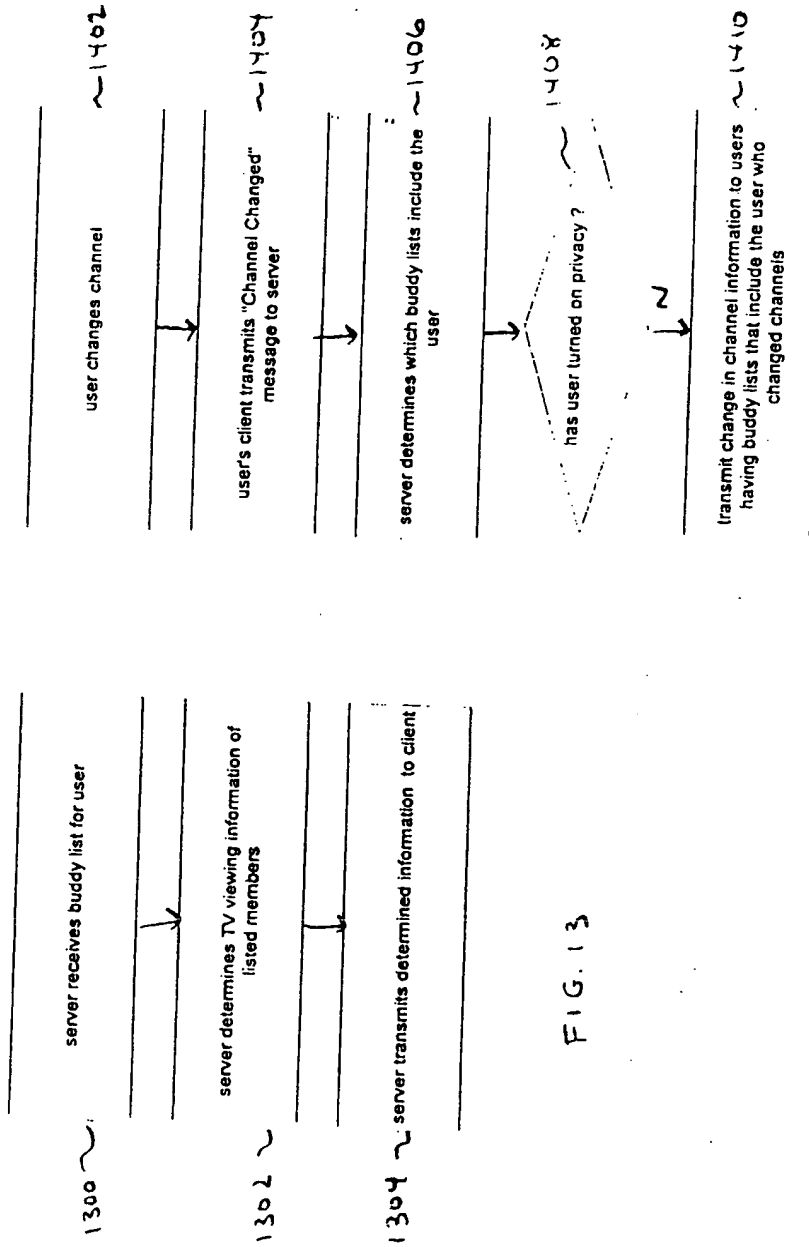 1300
server receives buddy list for user
1302
server determines TV viewing information of
listed members
1304
server transmits determined information to client
FIG. 13
user changes channel
1402
user's client transmits "Channel Changed"
message to server
1404
server determines which buddy lists include the
user
1406
has user turned on privacy ?
1408
N
transmit change in channel information to users
having buddy lists that include the user who
changed channels
1410